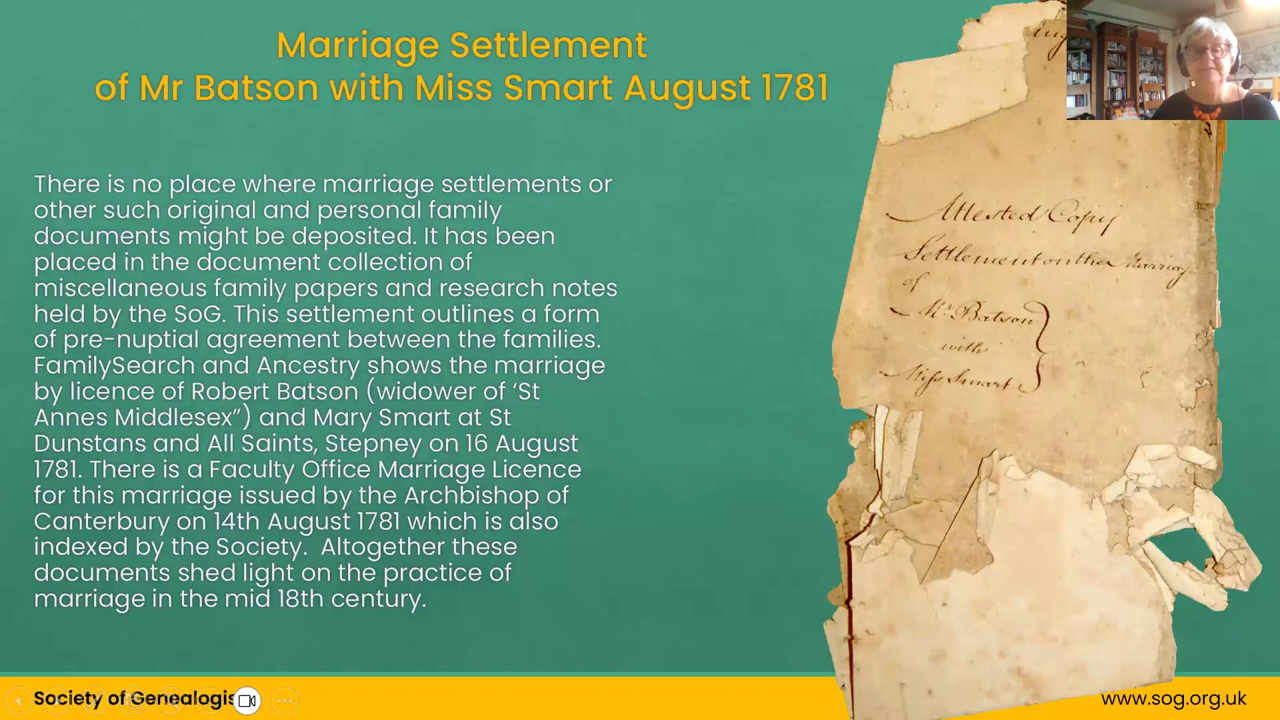 Marriage Settlement
of Mr Batson with Miss Smart August 1781
There is no place where marriage settlements or
other such original and personal family
documents might be deposited. It has been
placed in the document collection of
miscellaneous family papers and research notes
held by the SoG. This settlement outlines a form
of pre-nuptial agreement between the families.
FamilySearch and Ancestry shows the marriage
by licence of Robert Batson (widower of ‘St
Annes Middlesex”) and Mary Smart at St
Dunstans and All Saints, Stepney on 16 August
1781. There is a Faculty Office Marriage Licence
for this marriage issued by the Archbishop of
Canterbury on 14th August 1781 which is also
indexed by the Society.  Altogether these
documents shed light on the practice of
marriage in the mid 18th century.
Attested Copy
Settlement on the Marriage
of
Mr. Batson
with
Miss Smart
Society of Genealogis
www.sog.org.uk